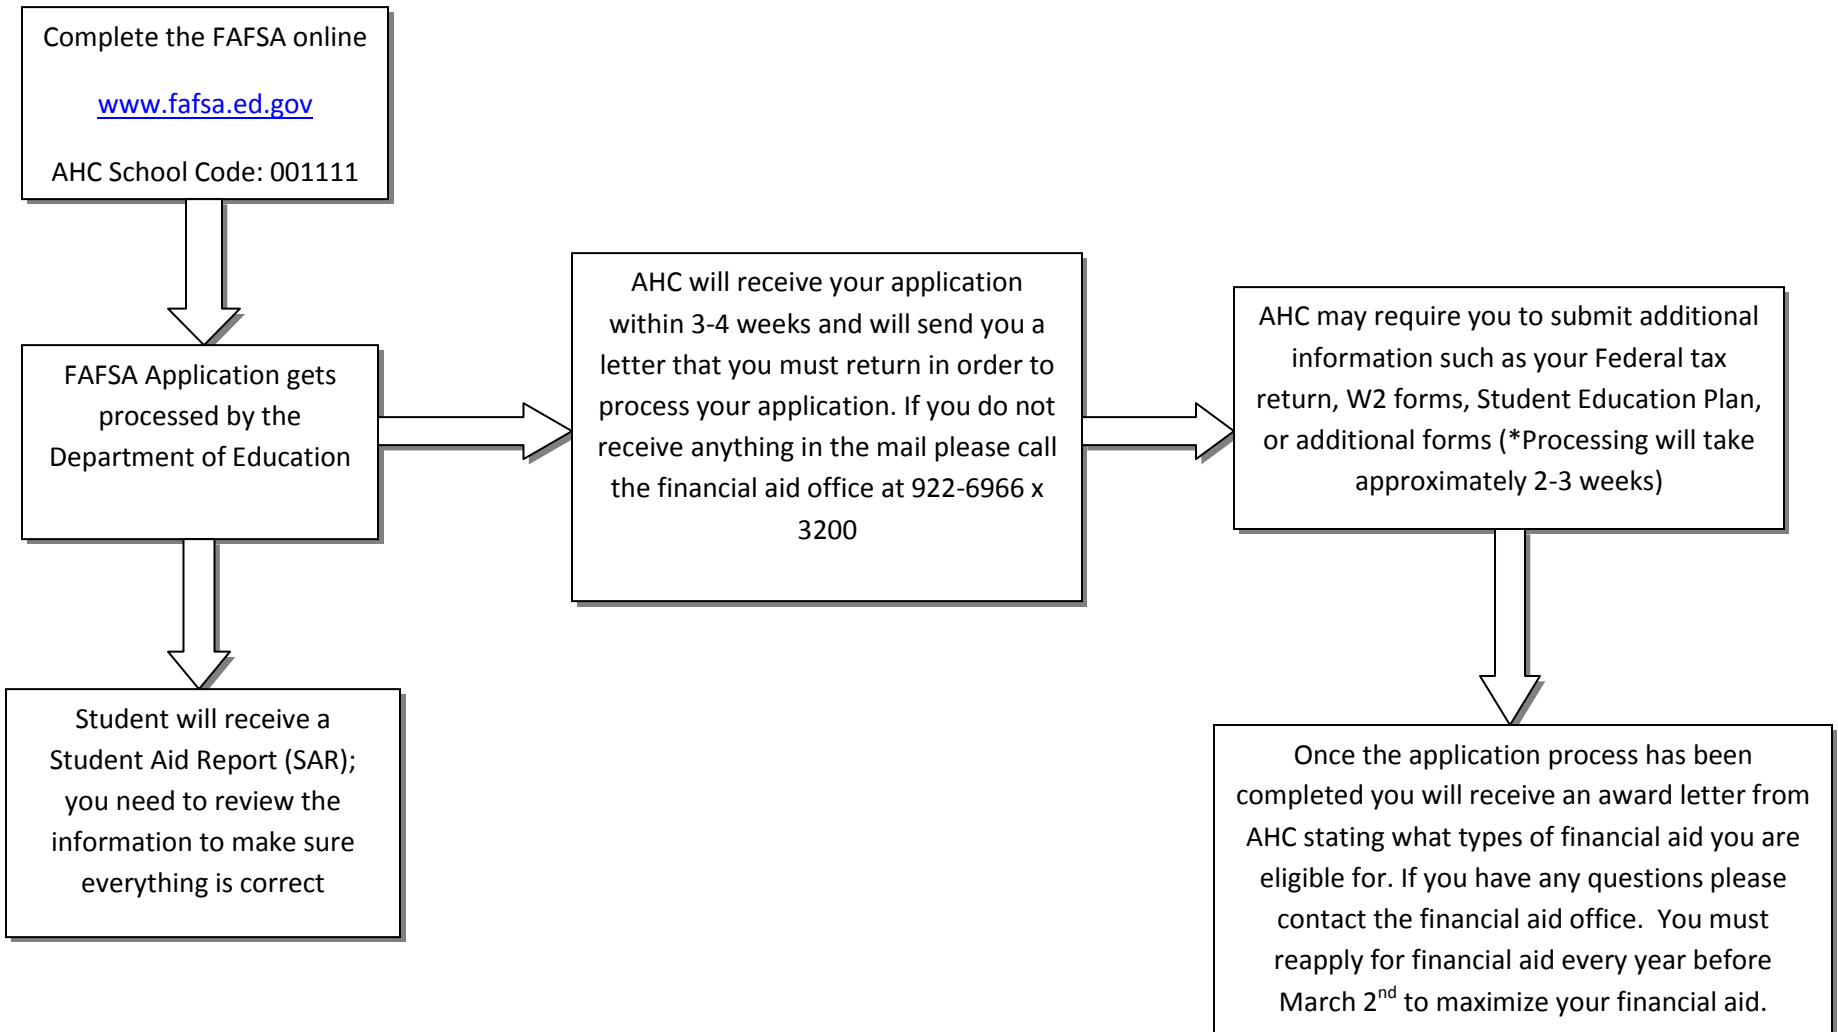 Complete the FAFSA online
www.fafsa.ed.gov
AHC School Code: 001111
FAFSA Application gets
processed by the
Department of Education
Student will receive a
Student Aid Report (SAR);
you need to review the
information to make sure
everything is correct
AHC will receive your application
within 3-4 weeks and will send you a
letter that you must return in order to
process your application. If you do not
receive anything in the mail please call
the financial aid office at 922-6966 x
3200
AHC may require you to submit additional
information such as your Federal tax
return, W2 forms, Student Education Plan,
or additional forms (*Processing will take
approximately 2-3 weeks)
Once the application process has been
completed you will receive an award letter from
AHC stating what types of financial aid you are
eligible for. If you have any questions please
contact the financial aid office.  You must
reapply for financial aid every year before
March 2nd to maximize your financial aid.